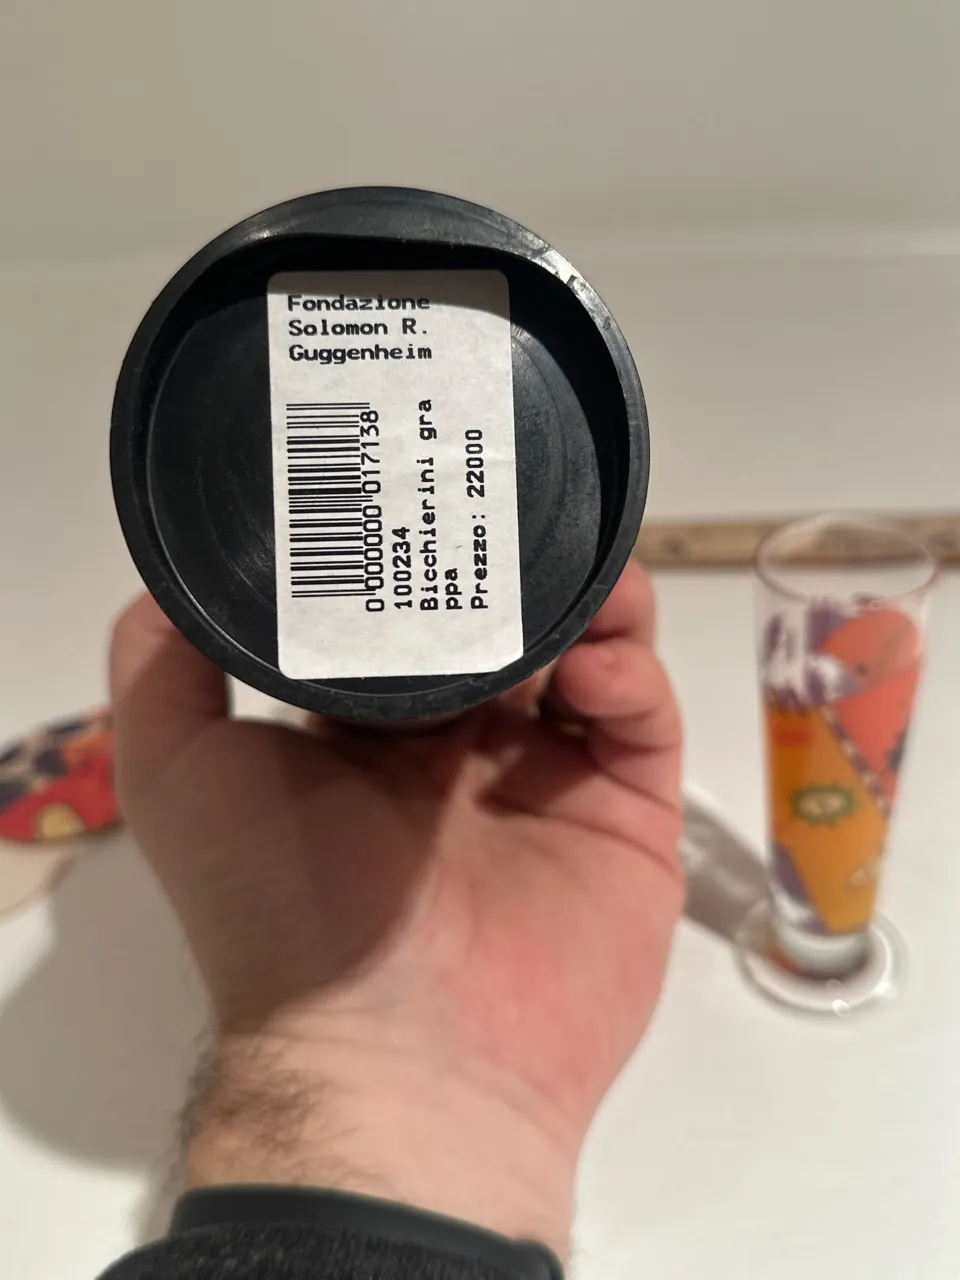 Fondazione
Solomon R.
Guggenheim
0 000000 017138
100234
Bicchierini gra
ppa
Prezzo: 22000